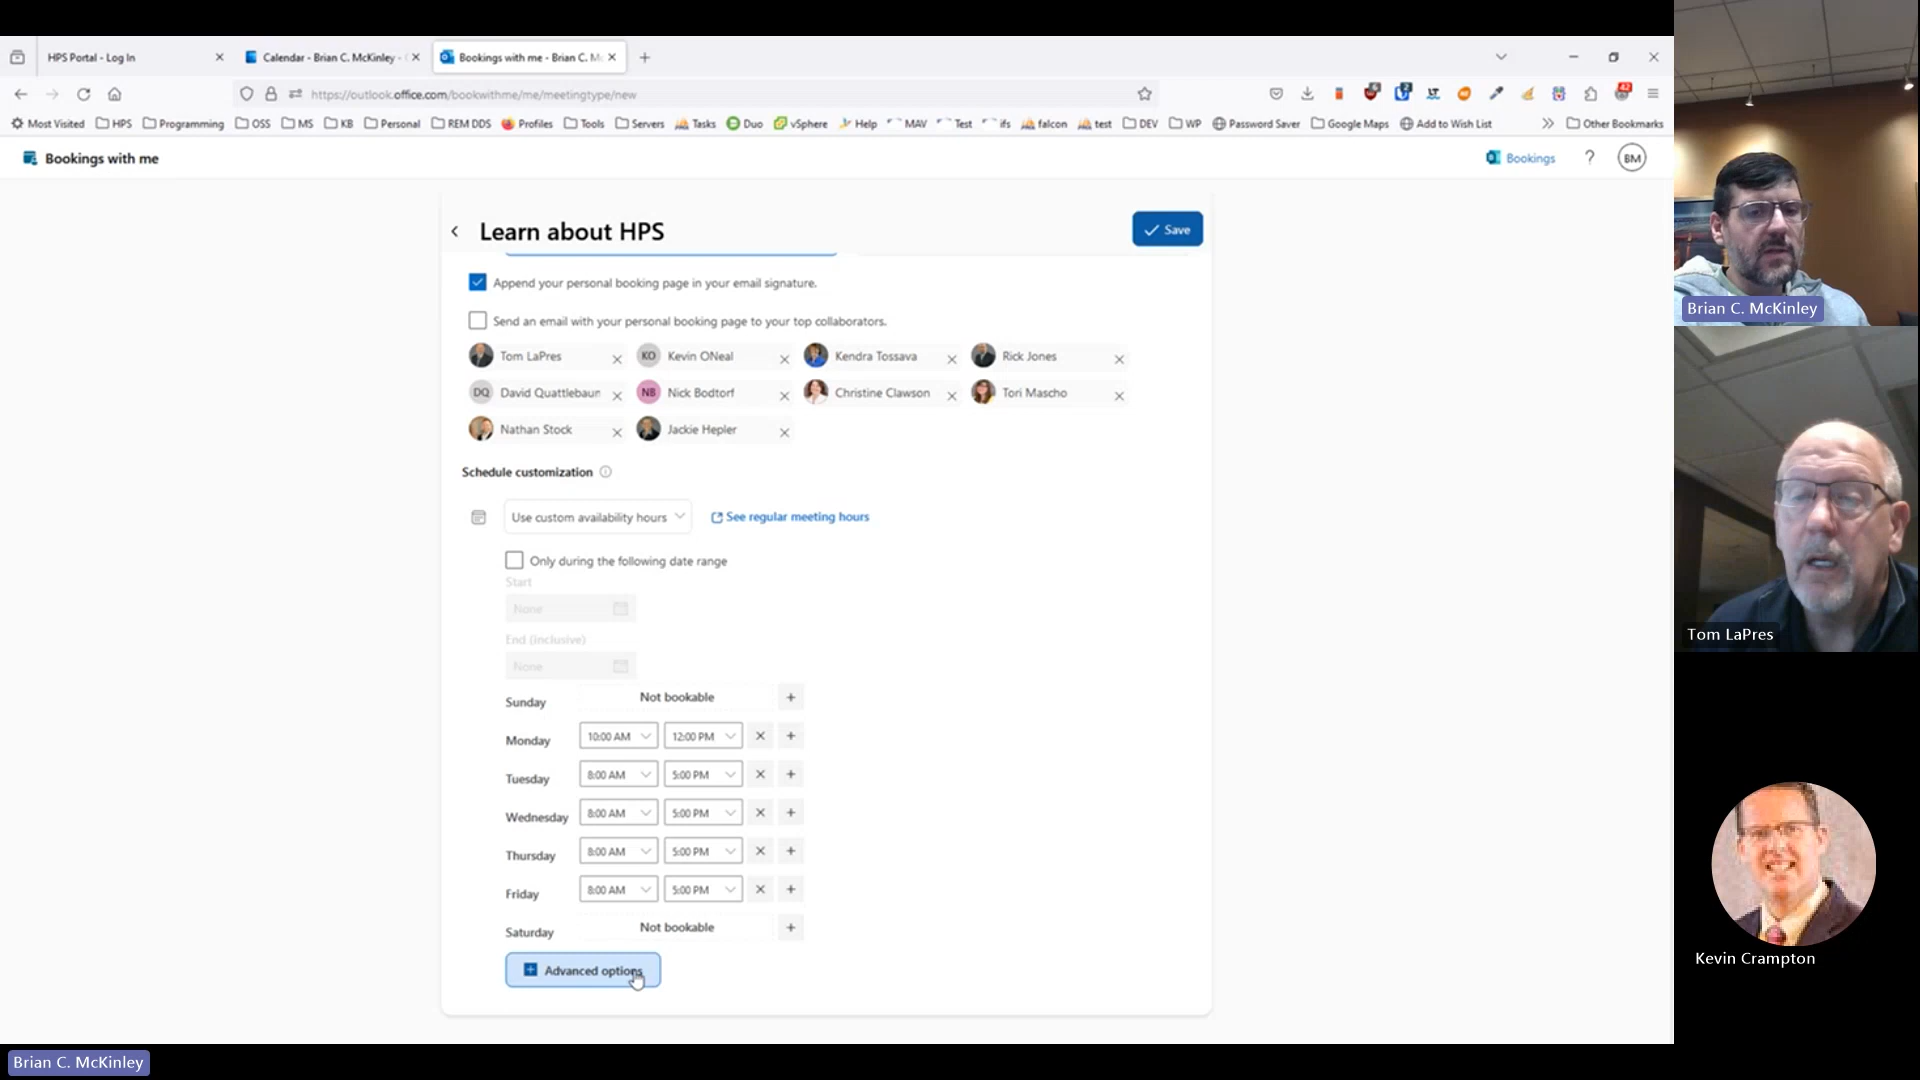 HPS Portal - Log In
Calendar - Brian C. McKinley -
Bookings with me - Brian C. Mc
https://outlook.office.com/bookwithme/me/meetingtype/new
Most Visited HPS Programming OSS MS KB Personal REM DDS Profiles Tools Servers Tasks Duo vSphere Help MAV Test ifs falcon test DEV WP Password Saver Google Maps Add to Wish List Other Bookmarks
Bookings with me
Bookings ? BM
Learn about HPS
Save
Append your personal booking page in your email signature.
Send an email with your personal booking page to your top collaborators.
Tom LaPres KO Kevin ONeal Kendra Tossava Rick Jones
DQ David Quattlebaum NB Nick Bodtorf Christine Clawson Tori Mascho
Nathan Stock Jackie Hepler
Schedule customization
Use custom availability hours See regular meeting hours
Only during the following date range
Start
None
End (inclusive)
None
Sunday Not bookable
Monday 10:00 AM 12:00 PM
Tuesday 8:00 AM 5:00 PM
Wednesday 8:00 AM 5:00 PM
Thursday 8:00 AM 5:00 PM
Friday 8:00 AM 5:00 PM
Saturday Not bookable
Advanced options
Brian C. McKinley
Tom LaPres
Kevin Crampton
Brian C. McKinley